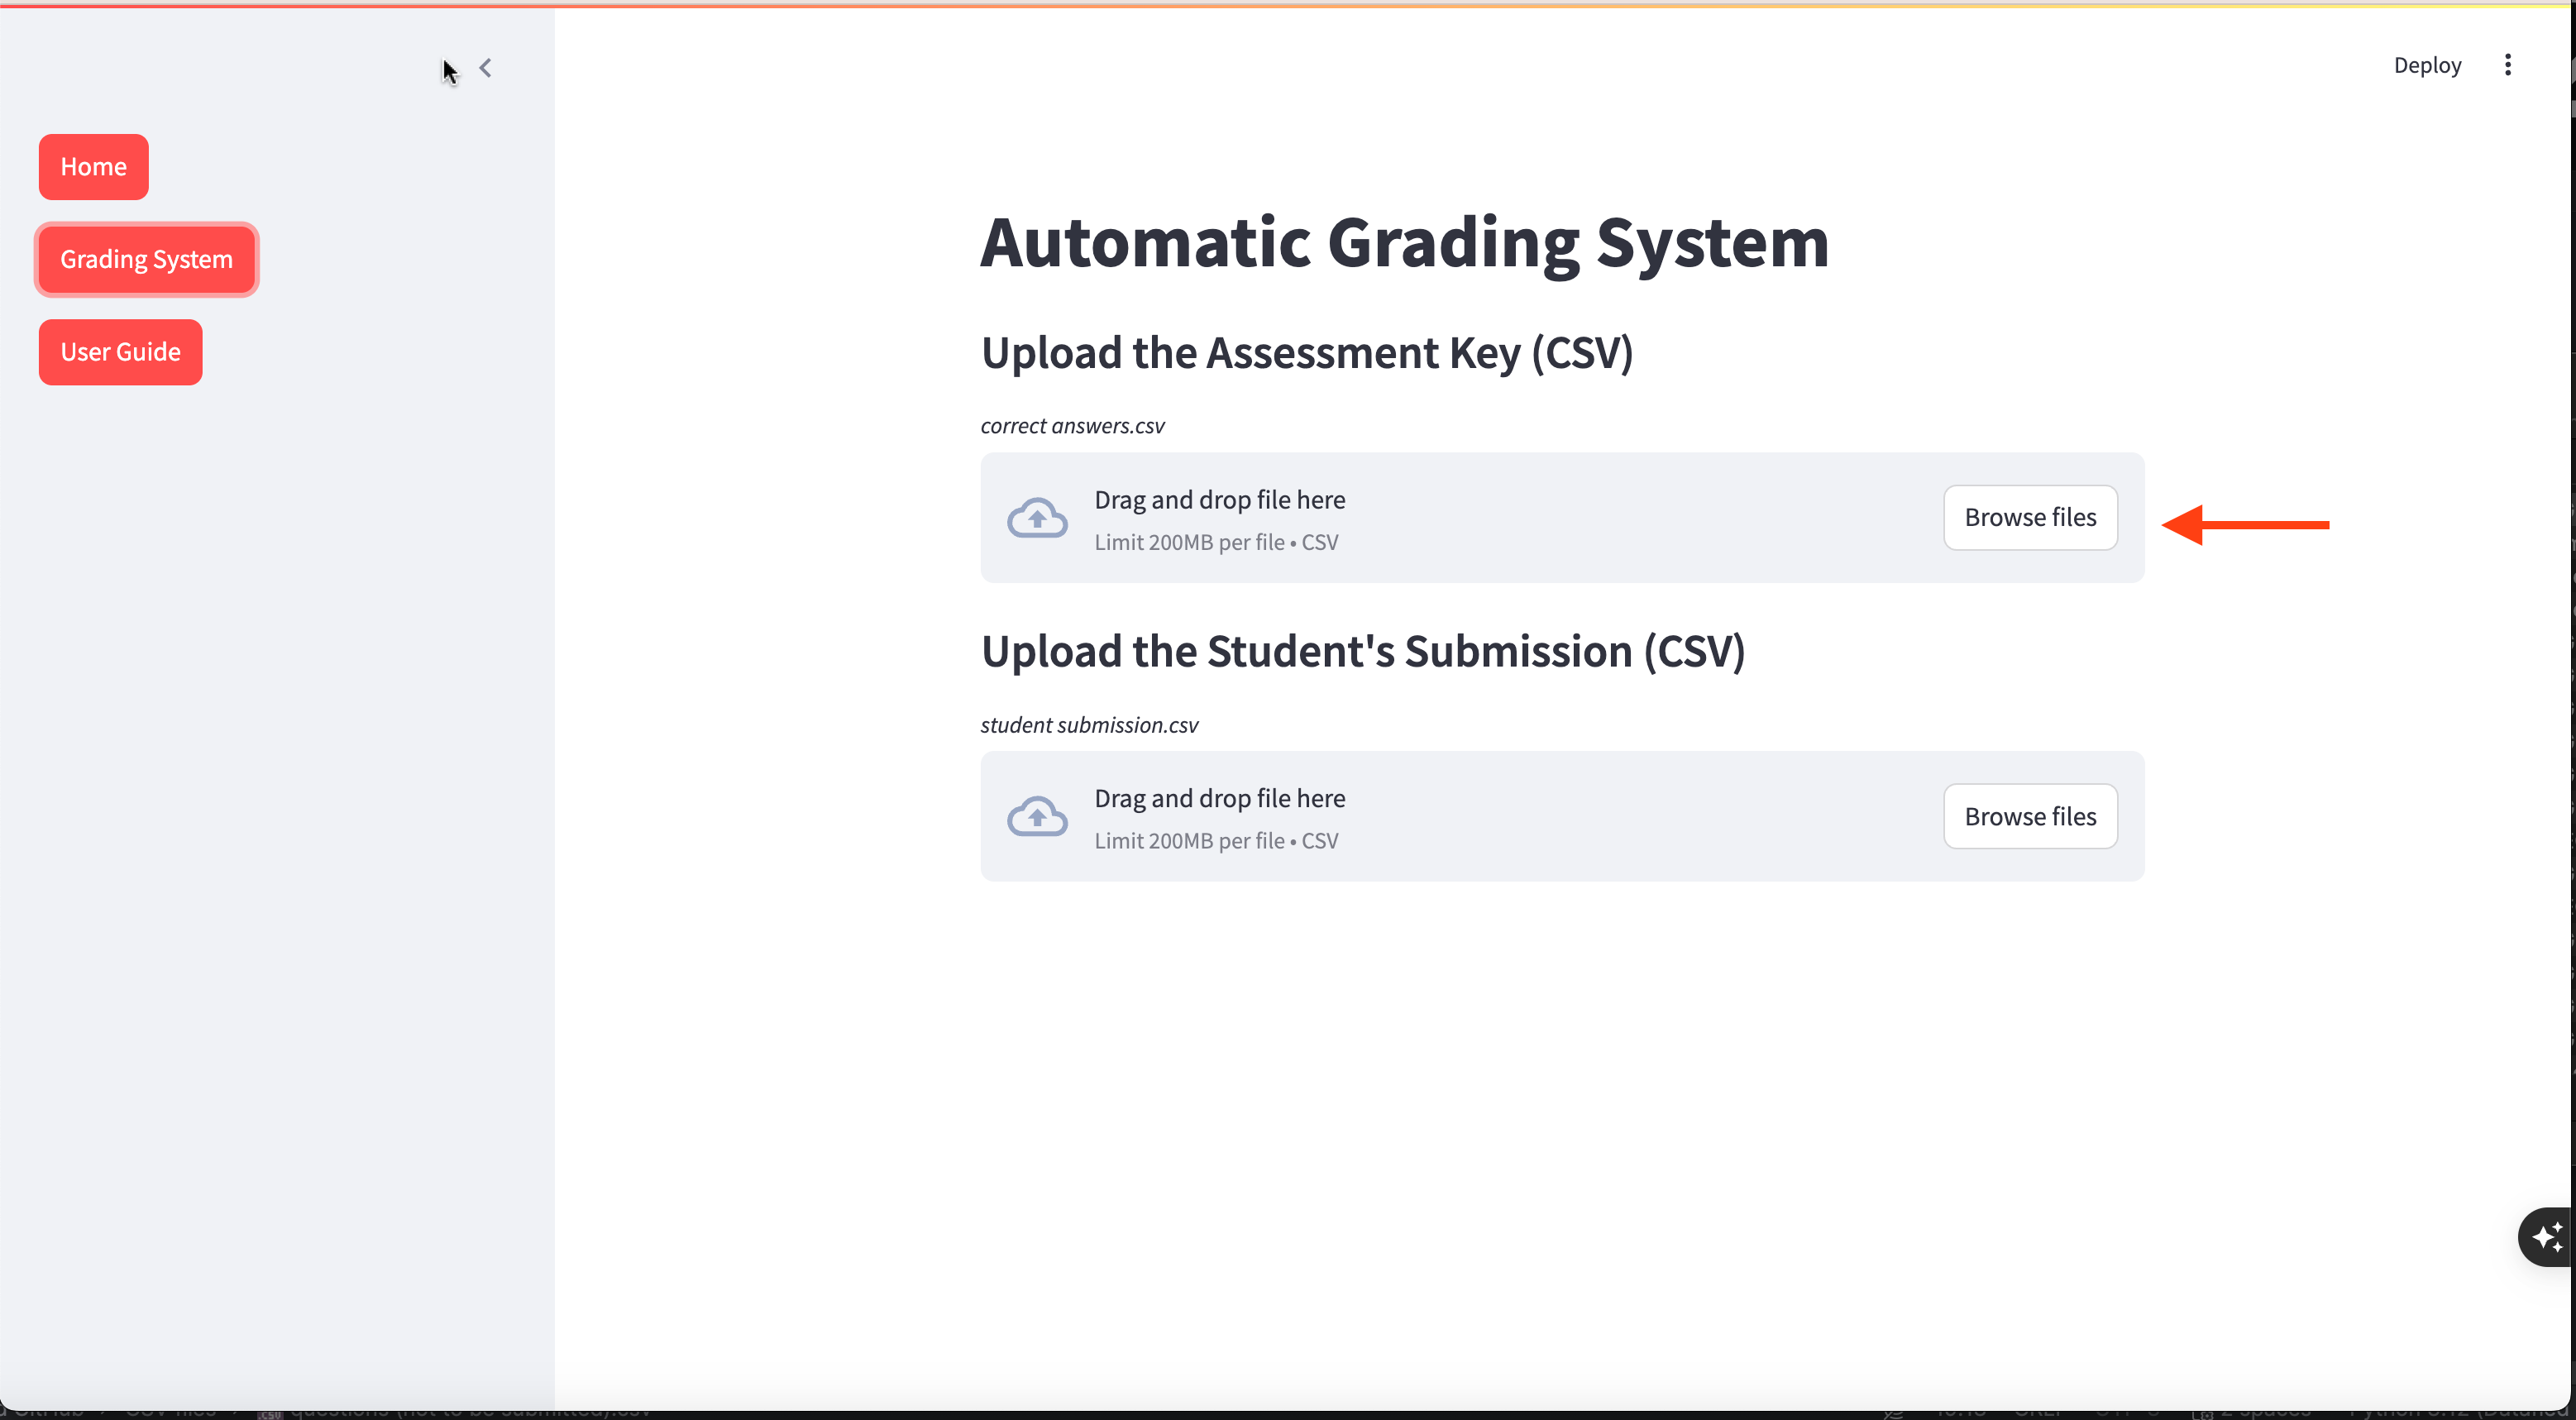 Deploy
Home
Grading System
User Guide
Automatic Grading System
Upload the Assessment Key (CSV)
correct answers.csv
Drag and drop file here
Limit 200MB per file • CSV
Browse files
Upload the Student's Submission (CSV)
student submission.csv
Drag and drop file here
Limit 200MB per file • CSV
Browse files